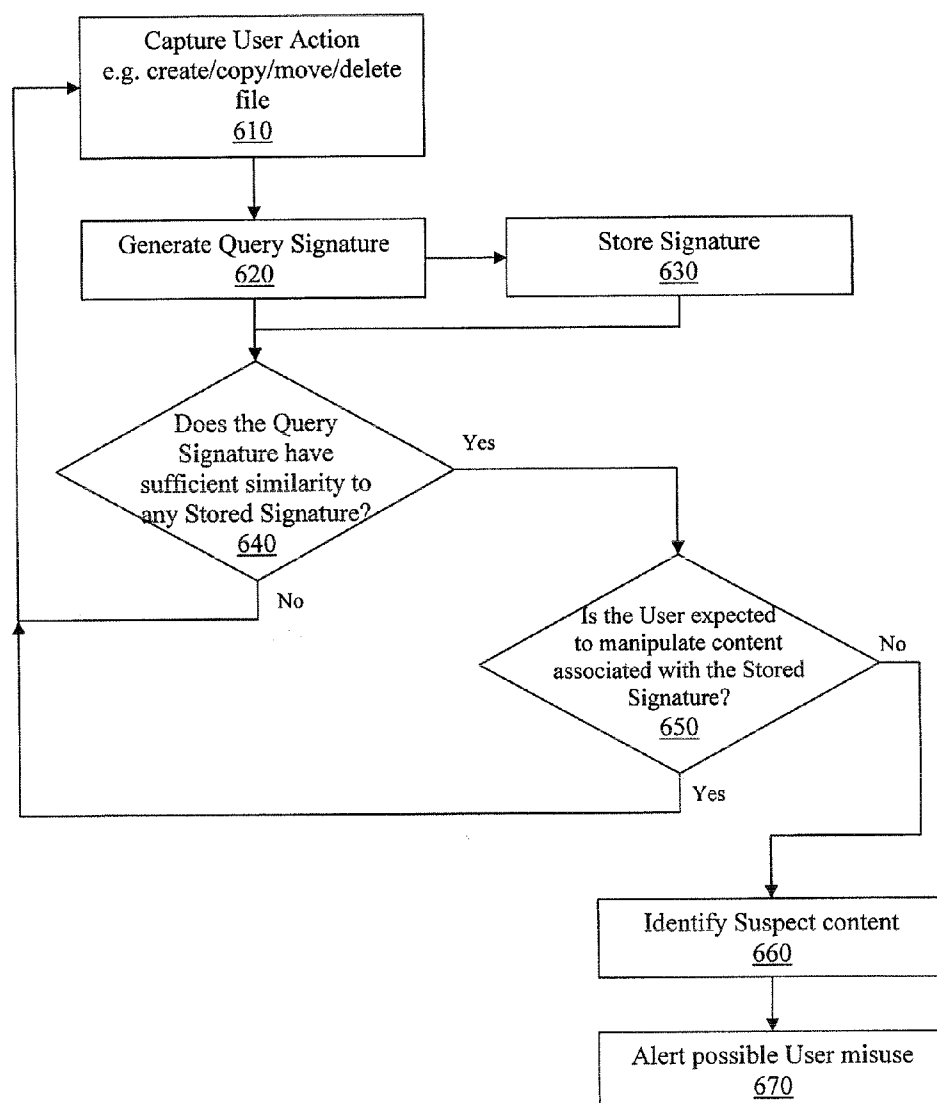 Capture User Action
e.g. create/copy/move/delete
file
610
Generate Query Signature
620
Store Signature
630
Does the Query
Signature have
sufficient similarity to
any Stored Signature?
640
Yes
No
Is the User expected
to manipulate content
associated with the Stored
Signature?
650
No
Yes
Identify Suspect content
660
Alert possible User misuse
670